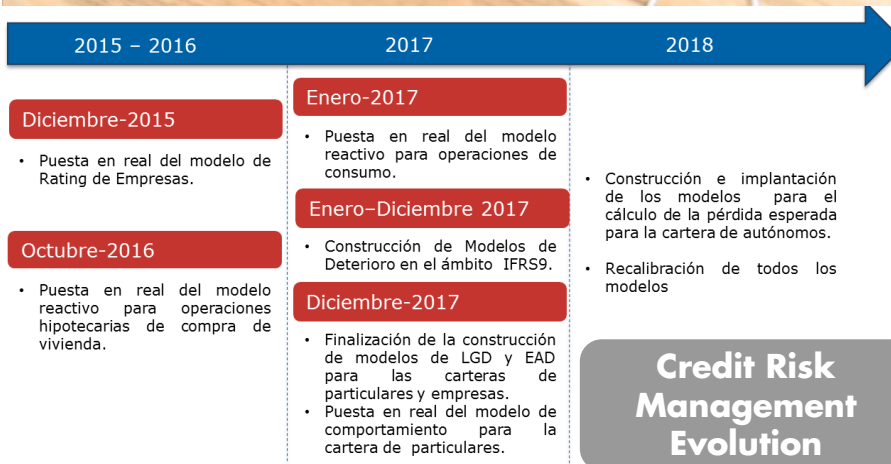 2015 – 2016
2017
2018
Diciembre-2015
• Puesta en real del modelo de
Rating de Empresas.
Octubre-2016
• Puesta en real del modelo
reactivo para operaciones
hipotecarias de compra de
vivienda.
Enero-2017
• Puesta en real del modelo
reactivo para operaciones de
consumo.
Enero–Diciembre 2017
• Construcción de Modelos de
Deterioro en el ámbito IFRS9.
Diciembre-2017
• Finalización de la construcción
de modelos de LGD y EAD
para las carteras de
particulares y empresas.
• Puesta en real del modelo de
comportamiento para la
cartera de particulares.
• Construcción e implantación
de los modelos para el
cálculo de la pérdida esperada
para la cartera de autónomos.
• Recalibración de todos los
modelos
Credit Risk
Management
Evolution